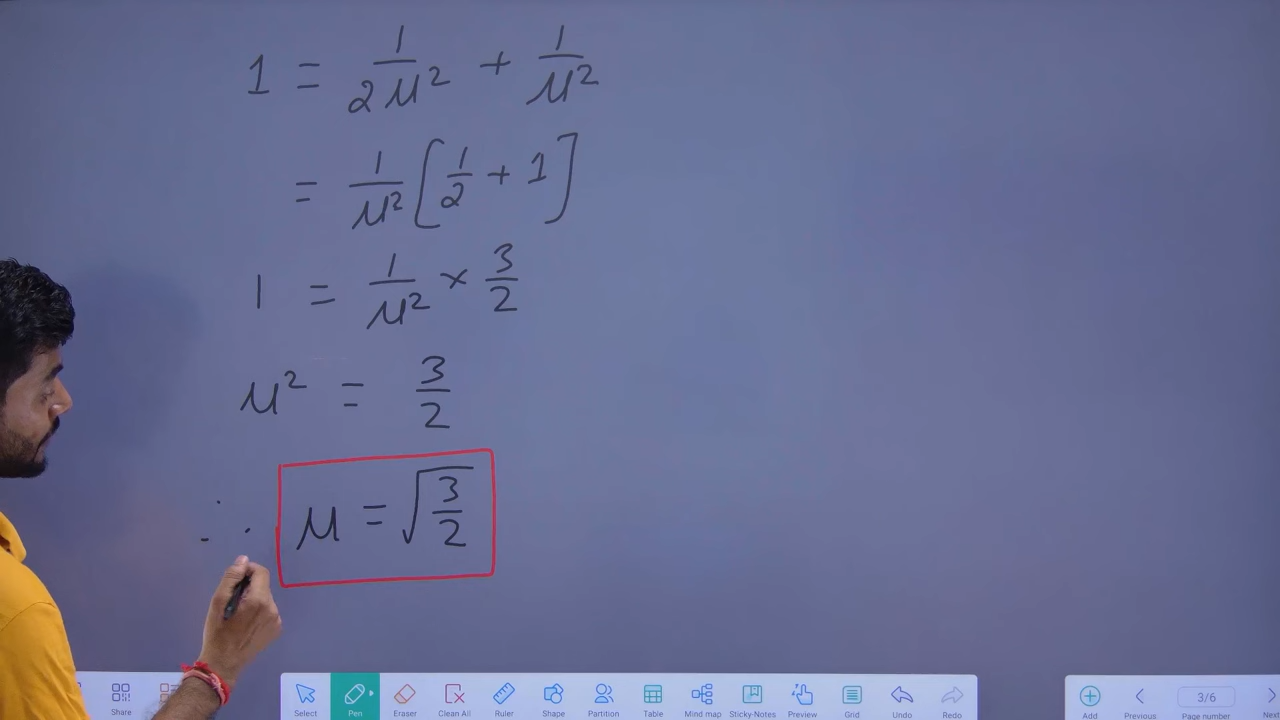 1 = 1/2μ² + 1/μ²
= 1/μ² [1/2 + 1]
1 = 1/μ² × 3/2
μ² = 3/2
∴ μ = √3/2
Share
Select
Pen
Eraser
Clean All
Ruler
Shape
Partition
Table
Mind map
Sticky-Notes
Preview
Grid
Undo
Redo
Add
Previous
3/6
Page number
Next